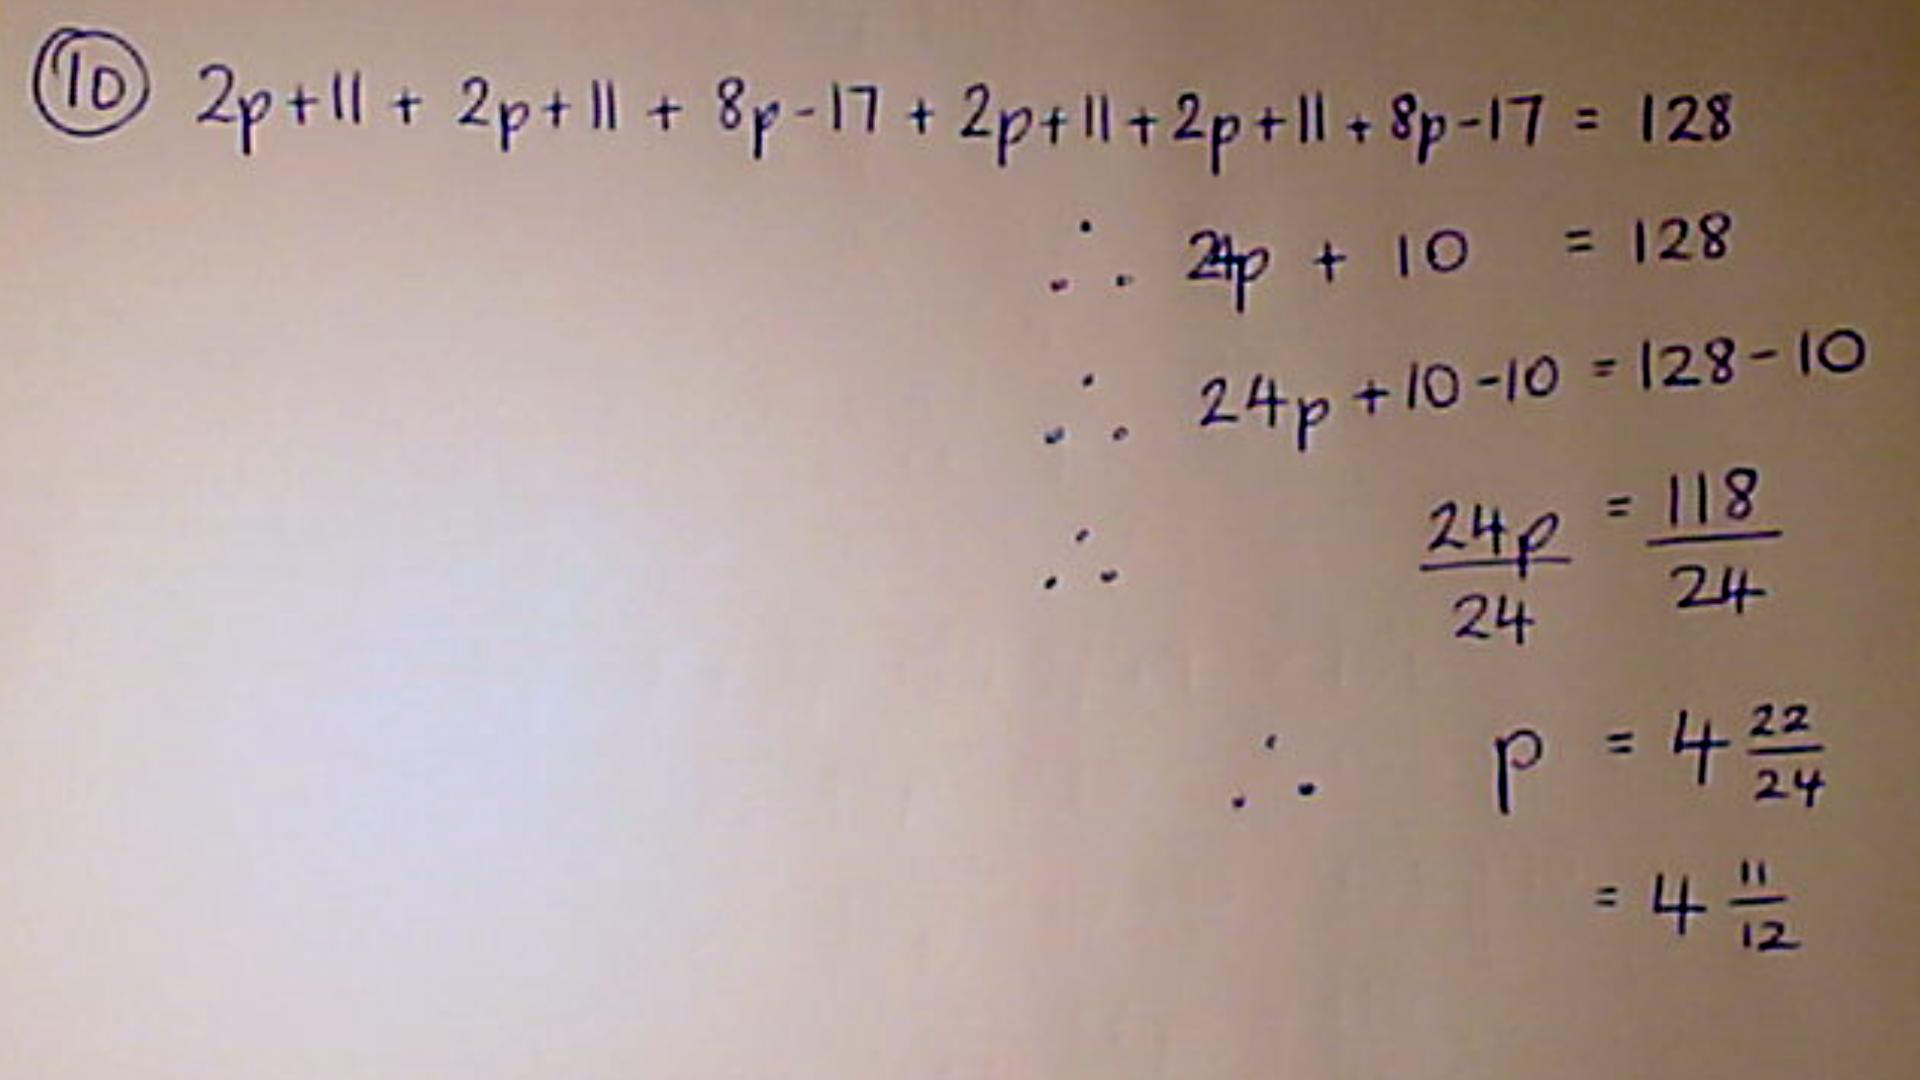 10 2p+11 + 2p+11 + 8p-17 + 2p+11+2p+11+8p-17 = 128
∴ 24p + 10 = 128
∴ 24p+10-10 = 128-10
∴ 24p/24 = 118/24
∴ p = 4 22/24
= 4 11/12